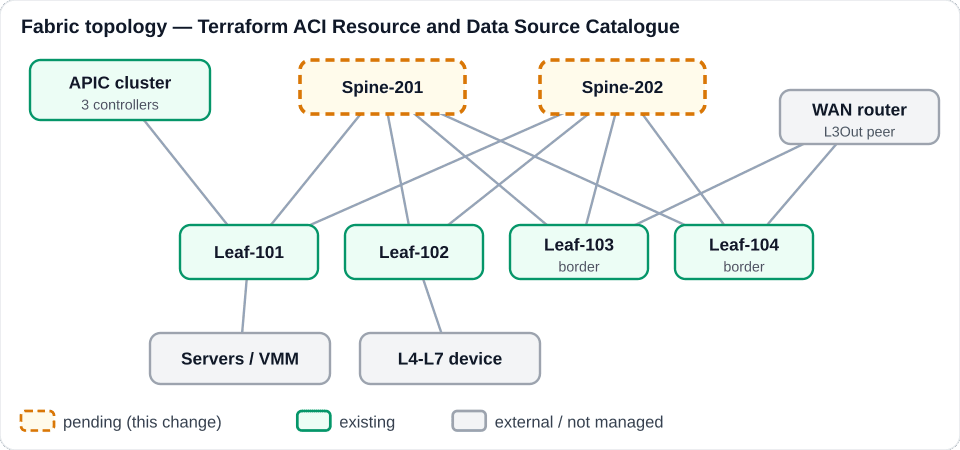 Fabric topology — Terraform ACI Resource and Data Source Catalogue
APIC cluster
3 controllers
Spine-201
Spine-202
WAN router
L3Out peer
Leaf-101
Leaf-102
Leaf-103
border
Leaf-104
border
Servers / VMM
L4-L7 device
pending (this change)
existing
external / not managed